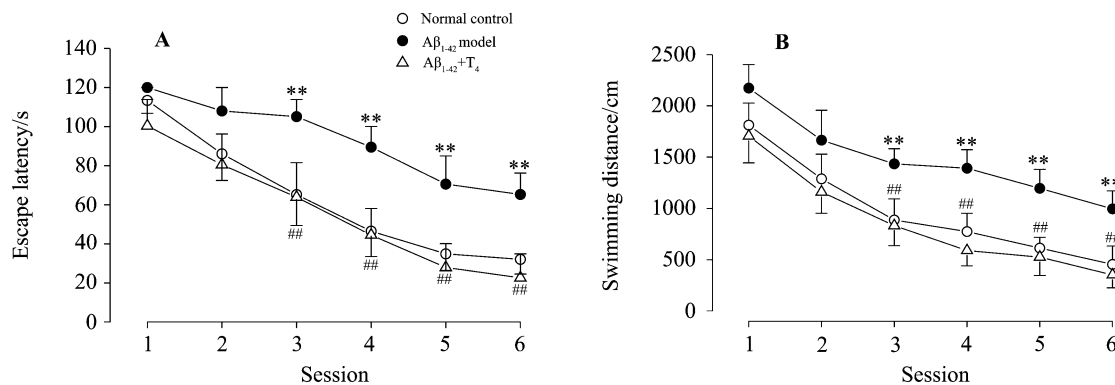 A
Normal control
Aβ1-42 model
Aβ1-42+T4
Escape latency/s
140
120
100
80
60
40
20
0
** ** ** **
## ## ## ##
1 2 3 4 5 6
Session
B
Swimming distance/cm
2500
2000
1500
1000
500
0
** ** ** **
## ## ## ##
1 2 3 4 5 6
Session